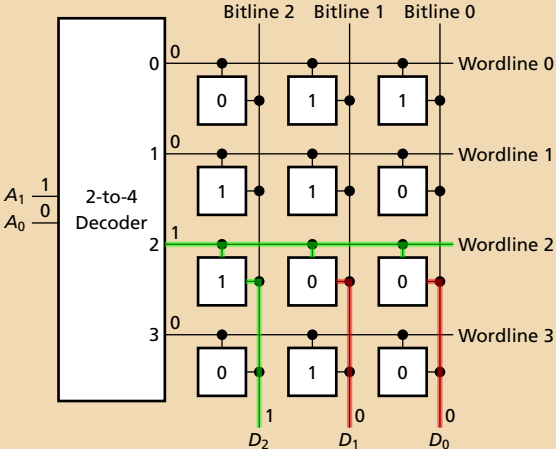 Bitline 2 Bitline 1 Bitline 0
0 0 Wordline 0
0 1 1
1 0 Wordline 1
A1 1 2-to-4
1 1 0
A0 0 Decoder
2 1 Wordline 2
1 0 0
3 0 Wordline 3
0 1 0
1 0 0
D2 D1 D0